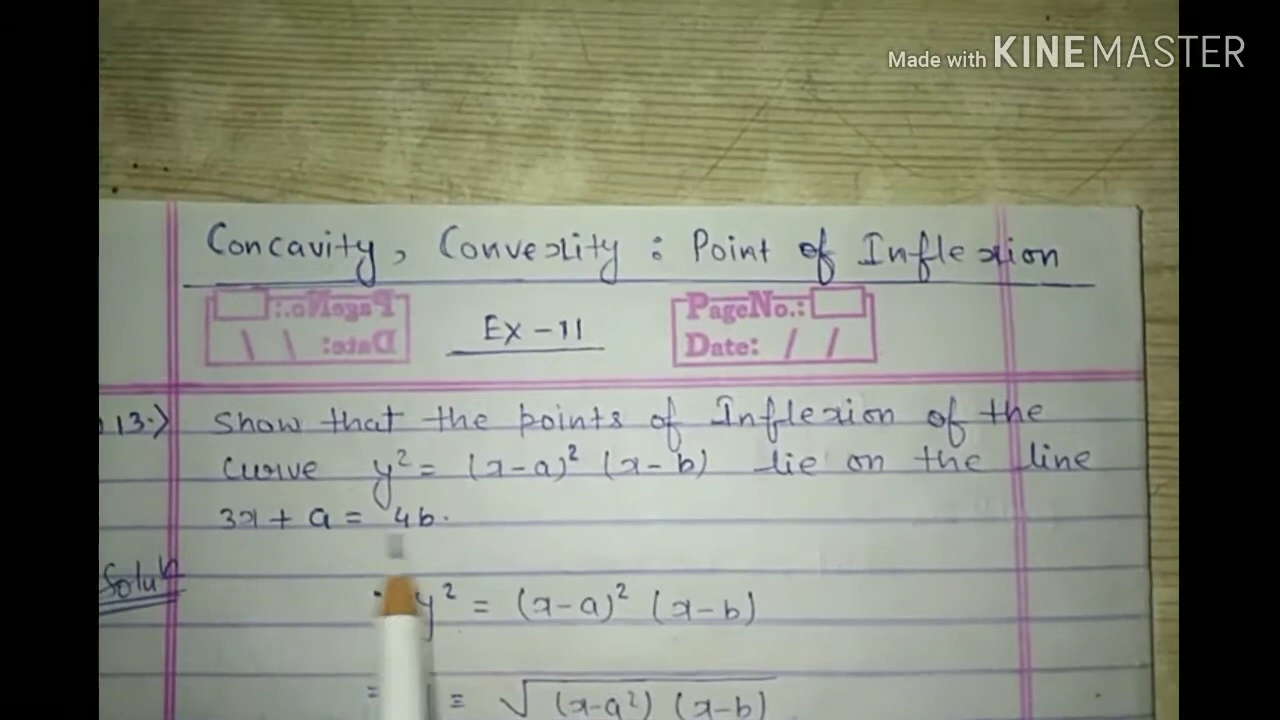 Made with KINEMASTER
Concavity, Convexity : Point of Inflexion
PageNo.:
Ex - 11
PageNo.:
Date: / /
Date: / /
13.) Show that the points of Inflexion of the
curve y² = (x-a)² (x-b) lie on the line
3x + a = 4b.
Solu
y² = (x-a)² (x-b)
= √(x-a²) (x-b)